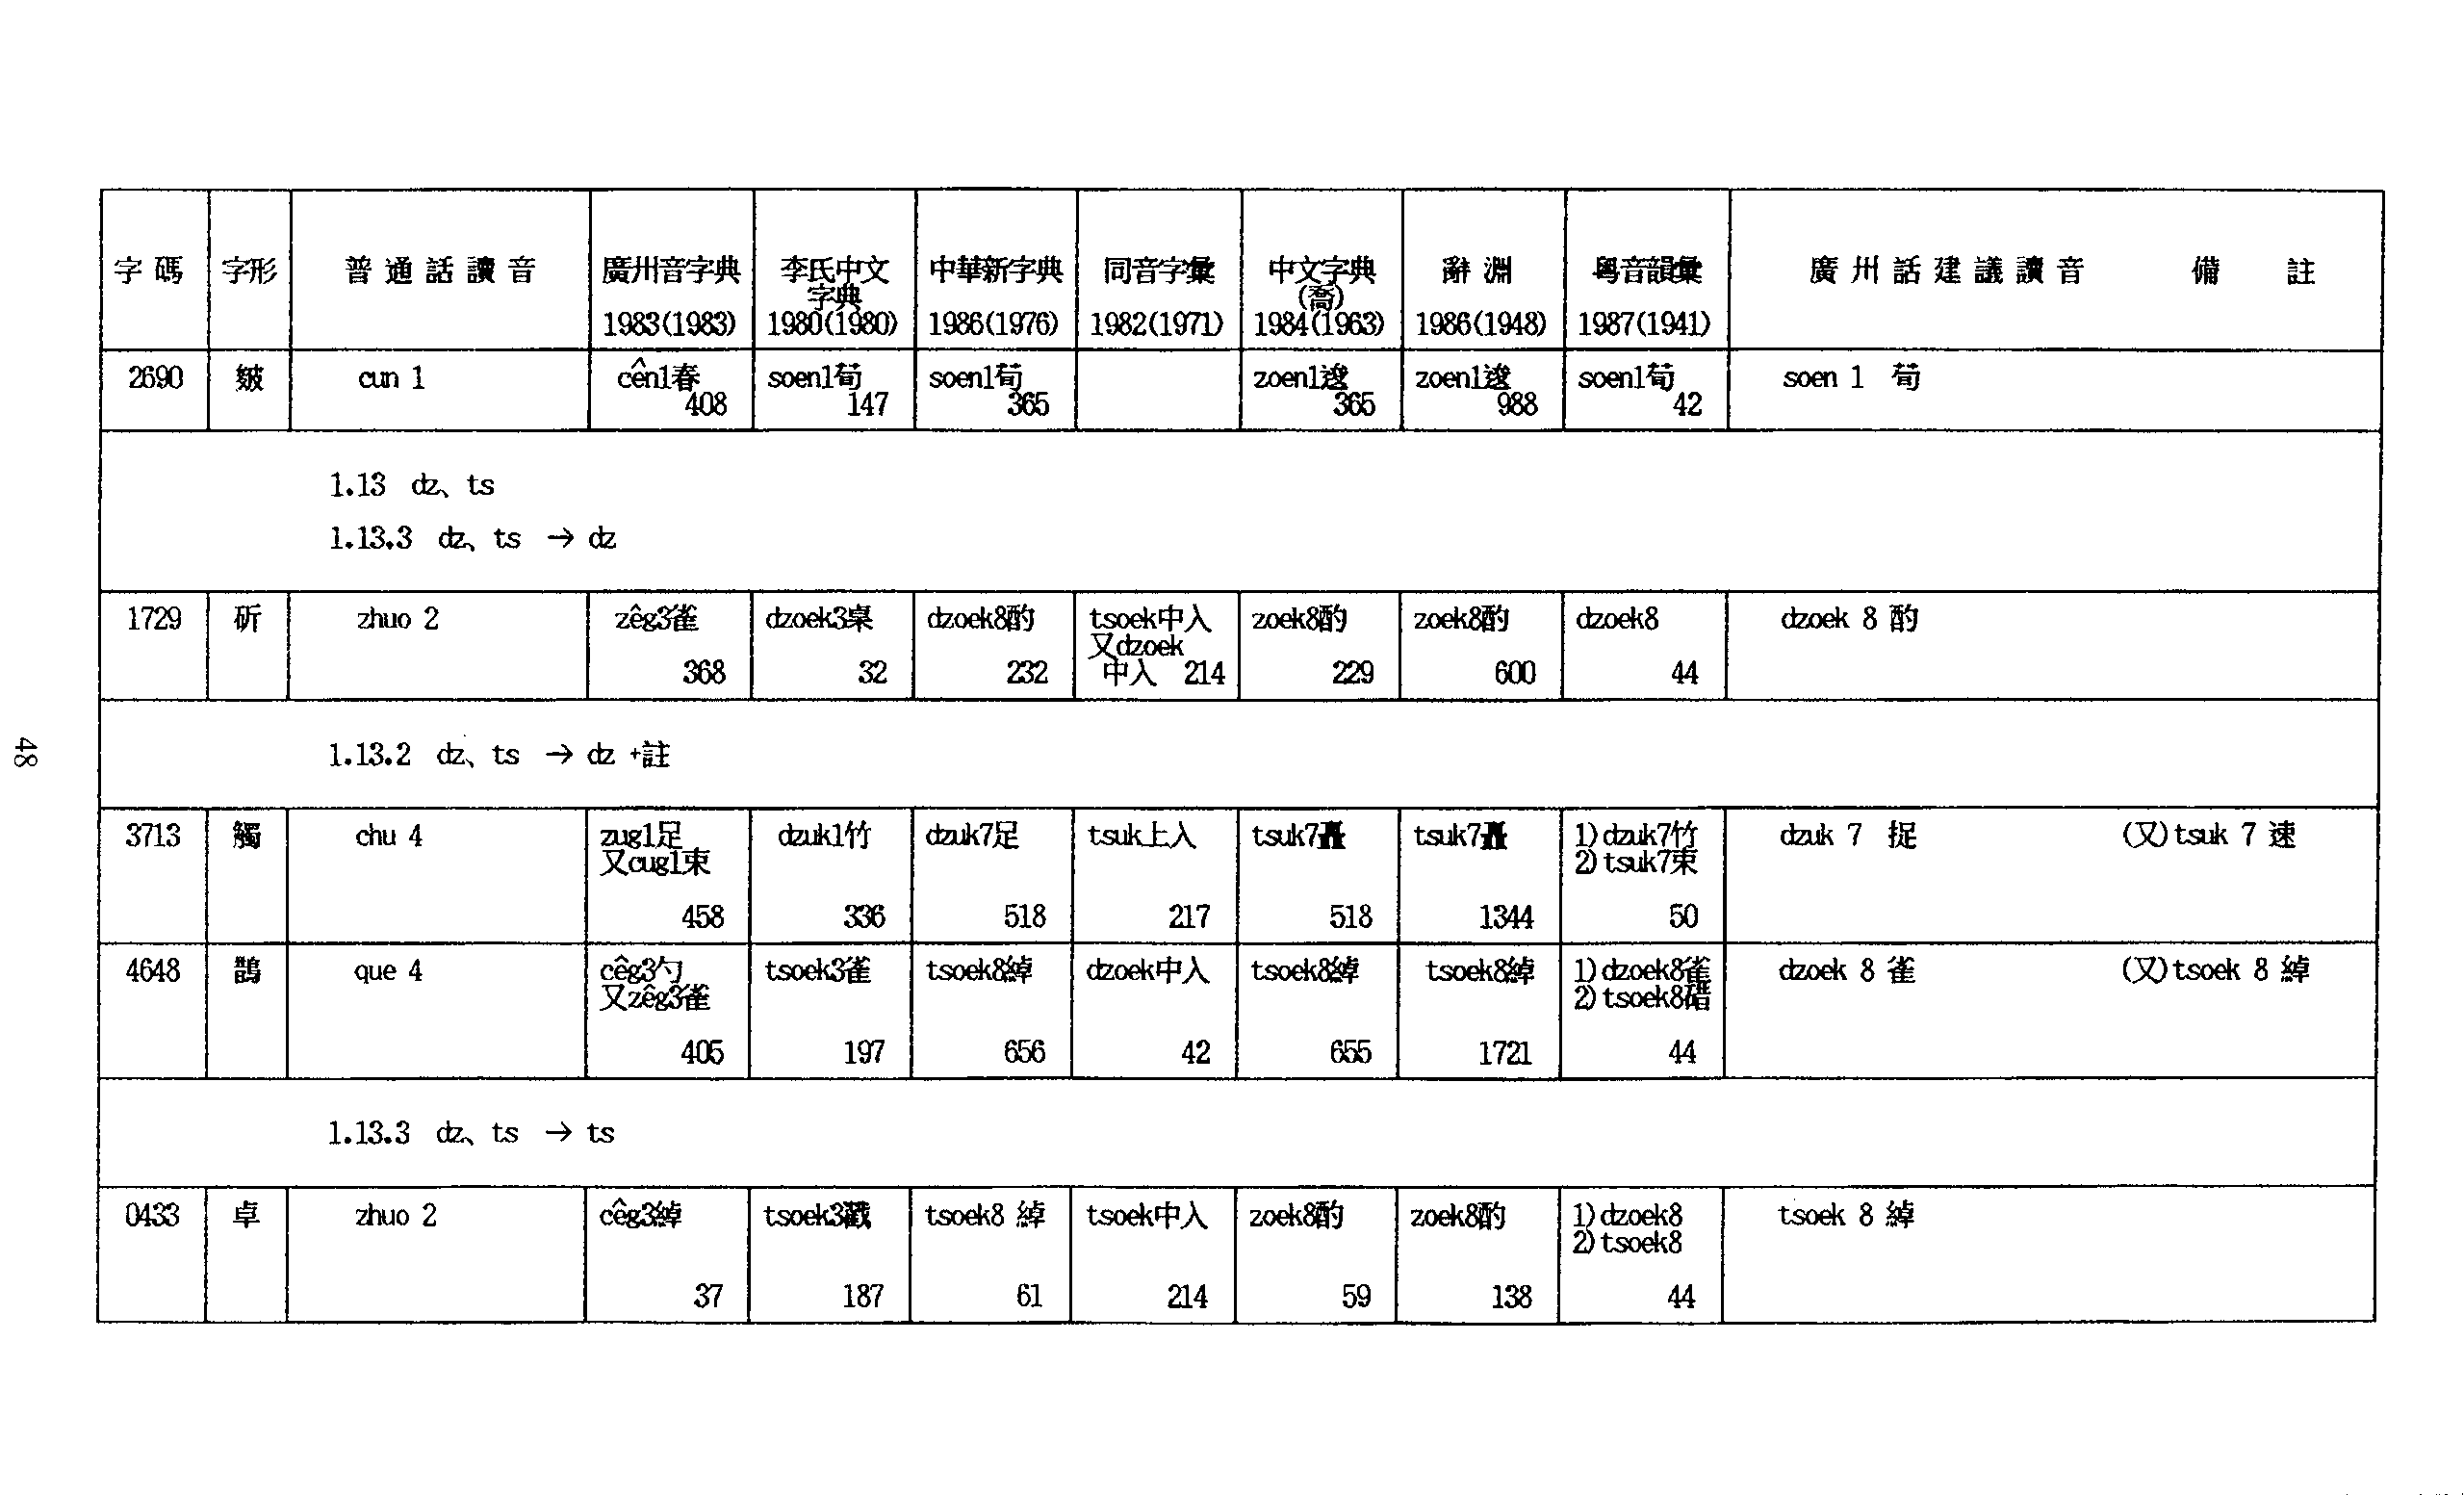 字碼 字形 普通話讀音 廣州音字典 李氏中文 中華新字典 同音字彙 中文字典 辭淵 粵音韻彙 廣州話建議讀音 備註
字典 (喬)
1983(1983) 1980(1980) 1986(1976) 1982(1971) 1984(1963) 1986(1948) 1987(1941)
2690 皴 cun 1 cên1春 soen1荀 soen1荀 zoen1逡 zoen1逡 soen1荀 soen 1 荀
408 147 365 365 988 42
1.13 dz、ts
1.13.3 dz、ts → dz
1729 斫 zhuo 2 zêg3雀 dzoek3桌 dzoek8酌 tsoek中入 zoek8酌 zoek8酌 dzoek8 dzoek 8 酌
又dzoek
368 32 232 中入 214 229 600 44
1.13.2 dz、ts → dz +註
3713 觸 chu 4 zug1足 dzuk1竹 dzuk7足 tsuk上入 tsuk7矗 tsuk7矗 1)dzuk7竹 dzuk 7 捉 (又)tsuk 7 速
又cug1束 2)tsuk7束
458 336 518 217 518 1344 50
4648 鵲 que 4 cêg3勺 tsoek3雀 tsoek8綽 dzoek中入 tsoek8綽 tsoek8綽 1)dzoek8雀 dzoek 8 雀 (又)tsoek 8 綽
又zêg3雀 2)tsoek8碏
405 197 656 42 655 1721 44
1.13.3 dz、ts → ts
0433 卓 zhuo 2 cêg3綽 tsoek3戳 tsoek8 綽 tsoek中入 zoek8酌 zoek8酌 1)dzoek8 tsoek 8 綽
2)tsoek8
37 187 61 214 59 138 44
48